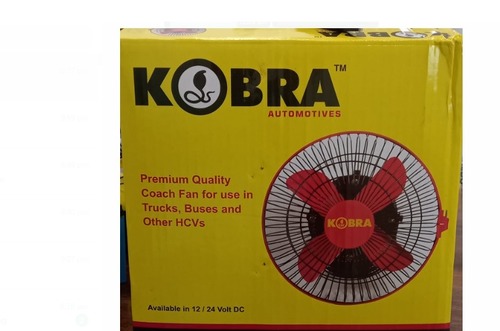 KOBRA™
AUTOMOTIVES
Premium Quality
Coach Fan for use in
Trucks, Buses and
Other HCVs
KOBRA
Available in 12 / 24 Volt DC